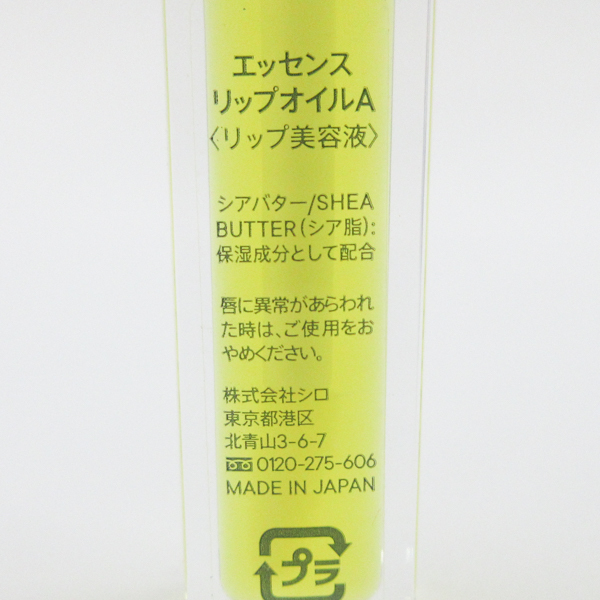 エッセンス
リップオイルA
〈リップ美容液〉
シアバター/SHEA
BUTTER(シア脂):
保湿成分として配合
唇に異常があらわれ
た時は、ご使用をお
やめください。
株式会社シロ
東京都港区
北青山3-6-7
0120-275-606
MADE IN JAPAN
プラ